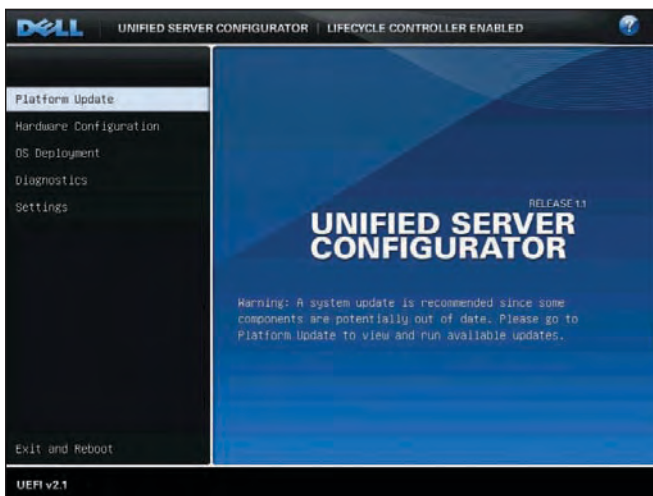 DELL UNIFIED SERVER CONFIGURATOR | LIFECYCLE CONTROLLER ENABLED ?
Platform Update
Hardware Configuration
OS Deployment
Diagnostics
Settings
RELEASE 1.1
UNIFIED SERVER
CONFIGURATOR
Warning: A system update is recommended since some
components are potentially out of date. Please go to
Platform Update to view and run available updates.
Exit and Reboot
UEFI v2.1